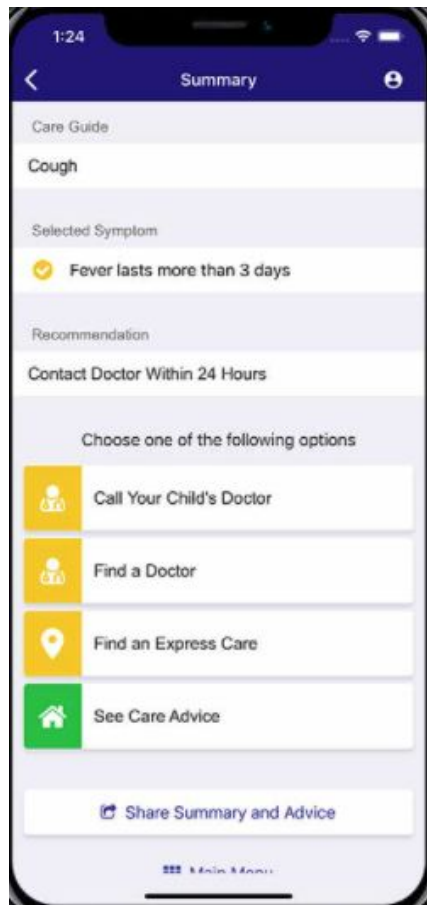 1:24
Summary
Care Guide
Cough
Selected Symptom
Fever lasts more than 3 days
Recommendation
Contact Doctor Within 24 Hours
Choose one of the following options
Call Your Child's Doctor
Find a Doctor
Find an Express Care
See Care Advice
Share Summary and Advice
Main Menu